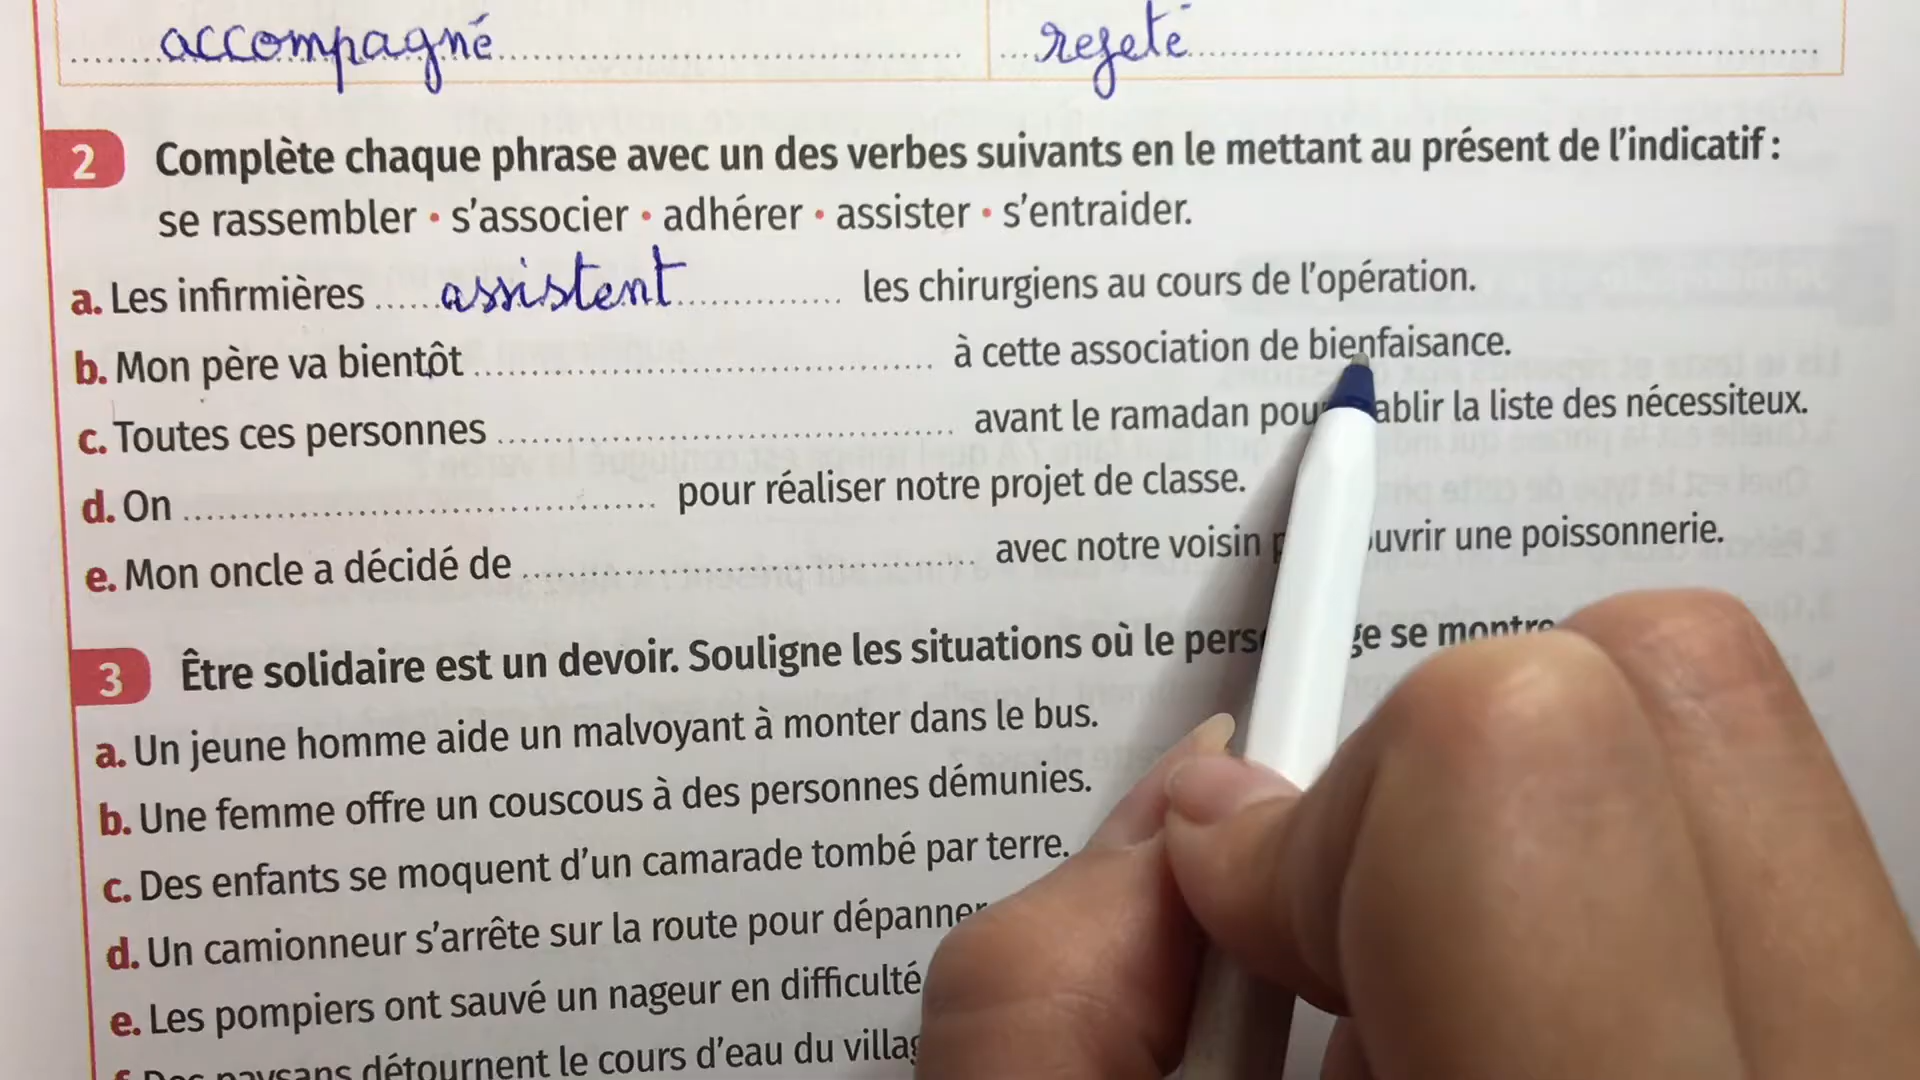 accompagné rejeté
2 Complète chaque phrase avec un des verbes suivants en le mettant au présent de l'indicatif :
se rassembler • s'associer • adhérer • assister • s'entraider.
a. Les infirmières ..... assistent ............... les chirurgiens au cours de l'opération.
b. Mon père va bientôt ........................................ à cette association de bienfaisance.
c. Toutes ces personnes ........................................ avant le ramadan la liste des nécessiteux.
d. On ........................................ pour réaliser notre projet de classe.
e. Mon oncle a décidé de ........................................ avec notre voisin une poissonnerie.
3 Être solidaire est un devoir. Souligne les situations où le se montre
a. Un jeune homme aide un malvoyant à monter dans le bus.
b. Une femme offre un couscous à des personnes démunies.
c. Des enfants se moquent d'un camarade tombé par terre.
d. Un camionneur s'arrête sur la route pour dépanner
e. Les pompiers ont sauvé un nageur en difficulté
paysans détournent le cours d'eau du